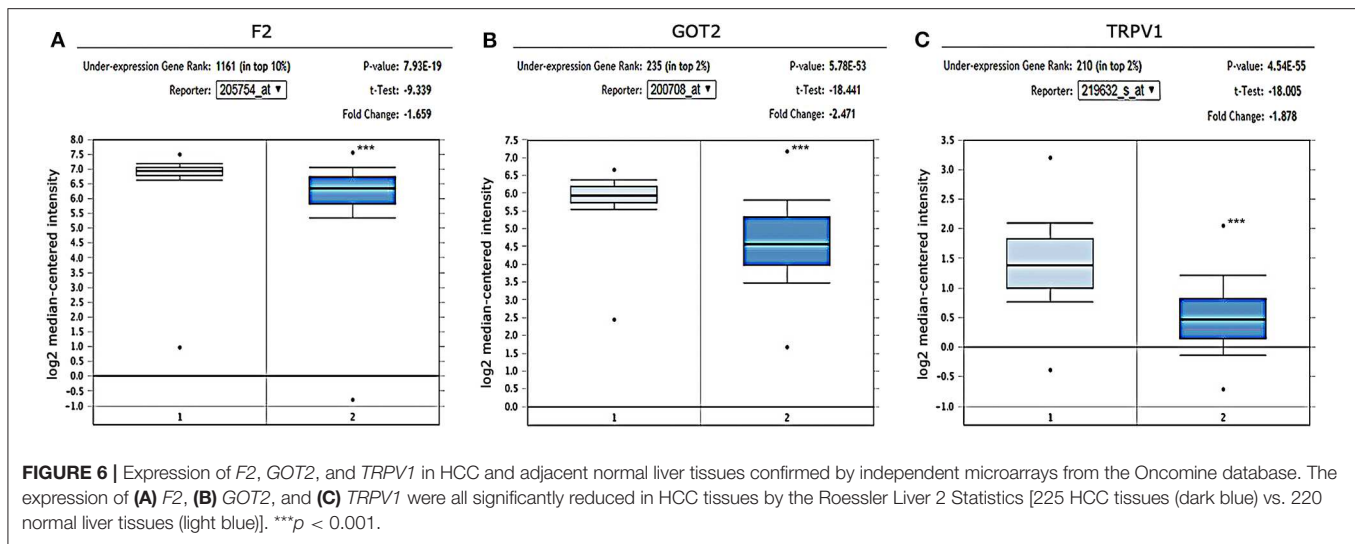 A
F2
Under-expression Gene Rank: 1161 (in top 10%)
P-value: 7.93E-19
Reporter: 205754_at ▼
t-Test: -9.339
Fold Change: -1.659
log2 median-centered intensity
8.0
7.5
7.0
6.5
6.0
5.5
5.0
4.5
4.0
3.5
3.0
2.5
2.0
1.5
1.0
0.5
0.0
-0.5
-1.0
***
1
2
B
GOT2
Under-expression Gene Rank: 235 (in top 2%)
P-value: 5.78E-53
Reporter: 200708_at ▼
t-Test: -18.441
Fold Change: -2.471
log2 median-centered intensity
7.5
7.0
6.5
6.0
5.5
5.0
4.5
4.0
3.5
3.0
2.5
2.0
1.5
1.0
0.5
0.0
***
1
2
C
TRPV1
Under-expression Gene Rank: 210 (in top 2%)
P-value: 4.54E-55
Reporter: 219632_s_at ▼
t-Test: -18.005
Fold Change: -1.878
log2 median-centered intensity
3.5
3.0
2.5
2.0
1.5
1.0
0.5
0.0
-0.5
-1.0
***
1
2
FIGURE 6 | Expression of F2, GOT2, and TRPV1 in HCC and adjacent normal liver tissues confirmed by independent microarrays from the Oncomine database. The
expression of (A) F2, (B) GOT2, and (C) TRPV1 were all significantly reduced in HCC tissues by the Roessler Liver 2 Statistics [225 HCC tissues (dark blue) vs. 220
normal liver tissues (light blue)]. ***p < 0.001.